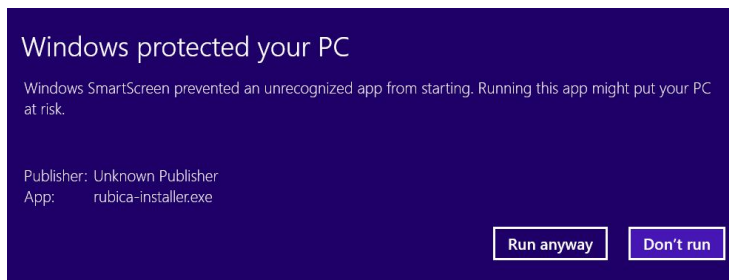 Windows protected your PC
Windows SmartScreen prevented an unrecognized app from starting. Running this app might put your PC
at risk.
Publisher: Unknown Publisher
App: rubica-installer.exe
Run anyway Don't run